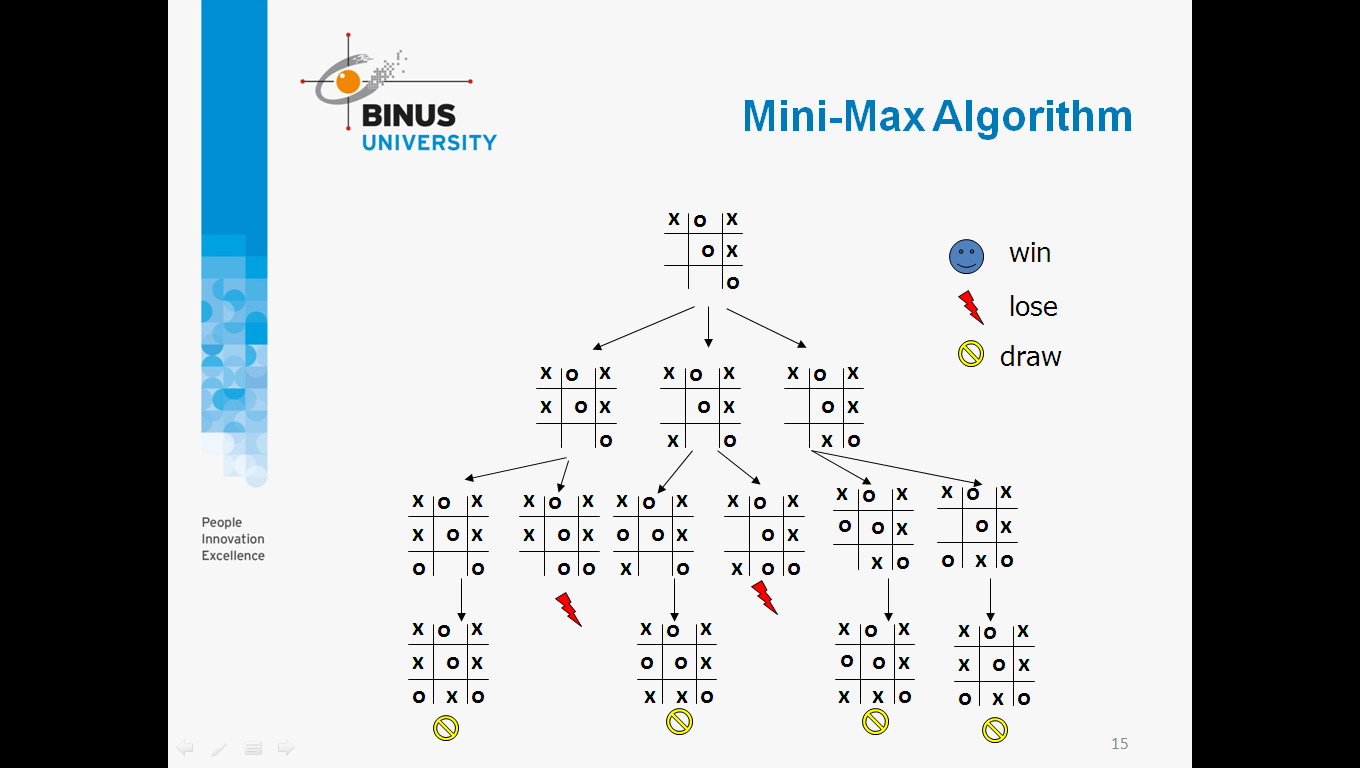 BINUS
UNIVERSITY
Mini-Max Algorithm
win
lose
draw
People
Innovation
Excellence
X O X
O X
O
X O X X O X X O X
X O X O X O X
O X O X O
X O X X O X X O X X O X X O X X O X
X O X X O X O O X O X O O X O X
O O O O X O X O O X O O X O
X O X X O X X O X X O X
X O X O O X O O X X O X
O X O X X O X X O O X O
15